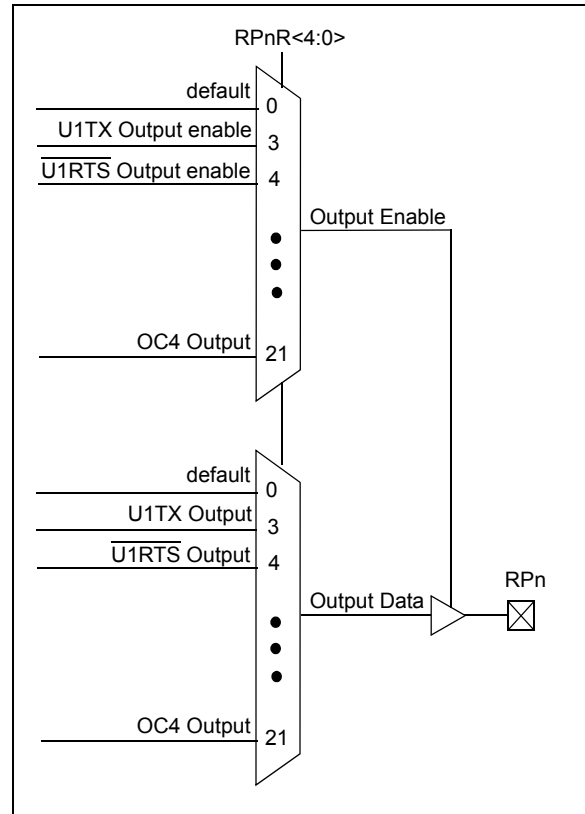 RPnR<4:0>
default
0
U1TX Output enable
3
U1RTS Output enable
4
Output Enable
OC4 Output
21
default
0
U1TX Output
3
U1RTS Output
4
RPn
Output Data
OC4 Output
21